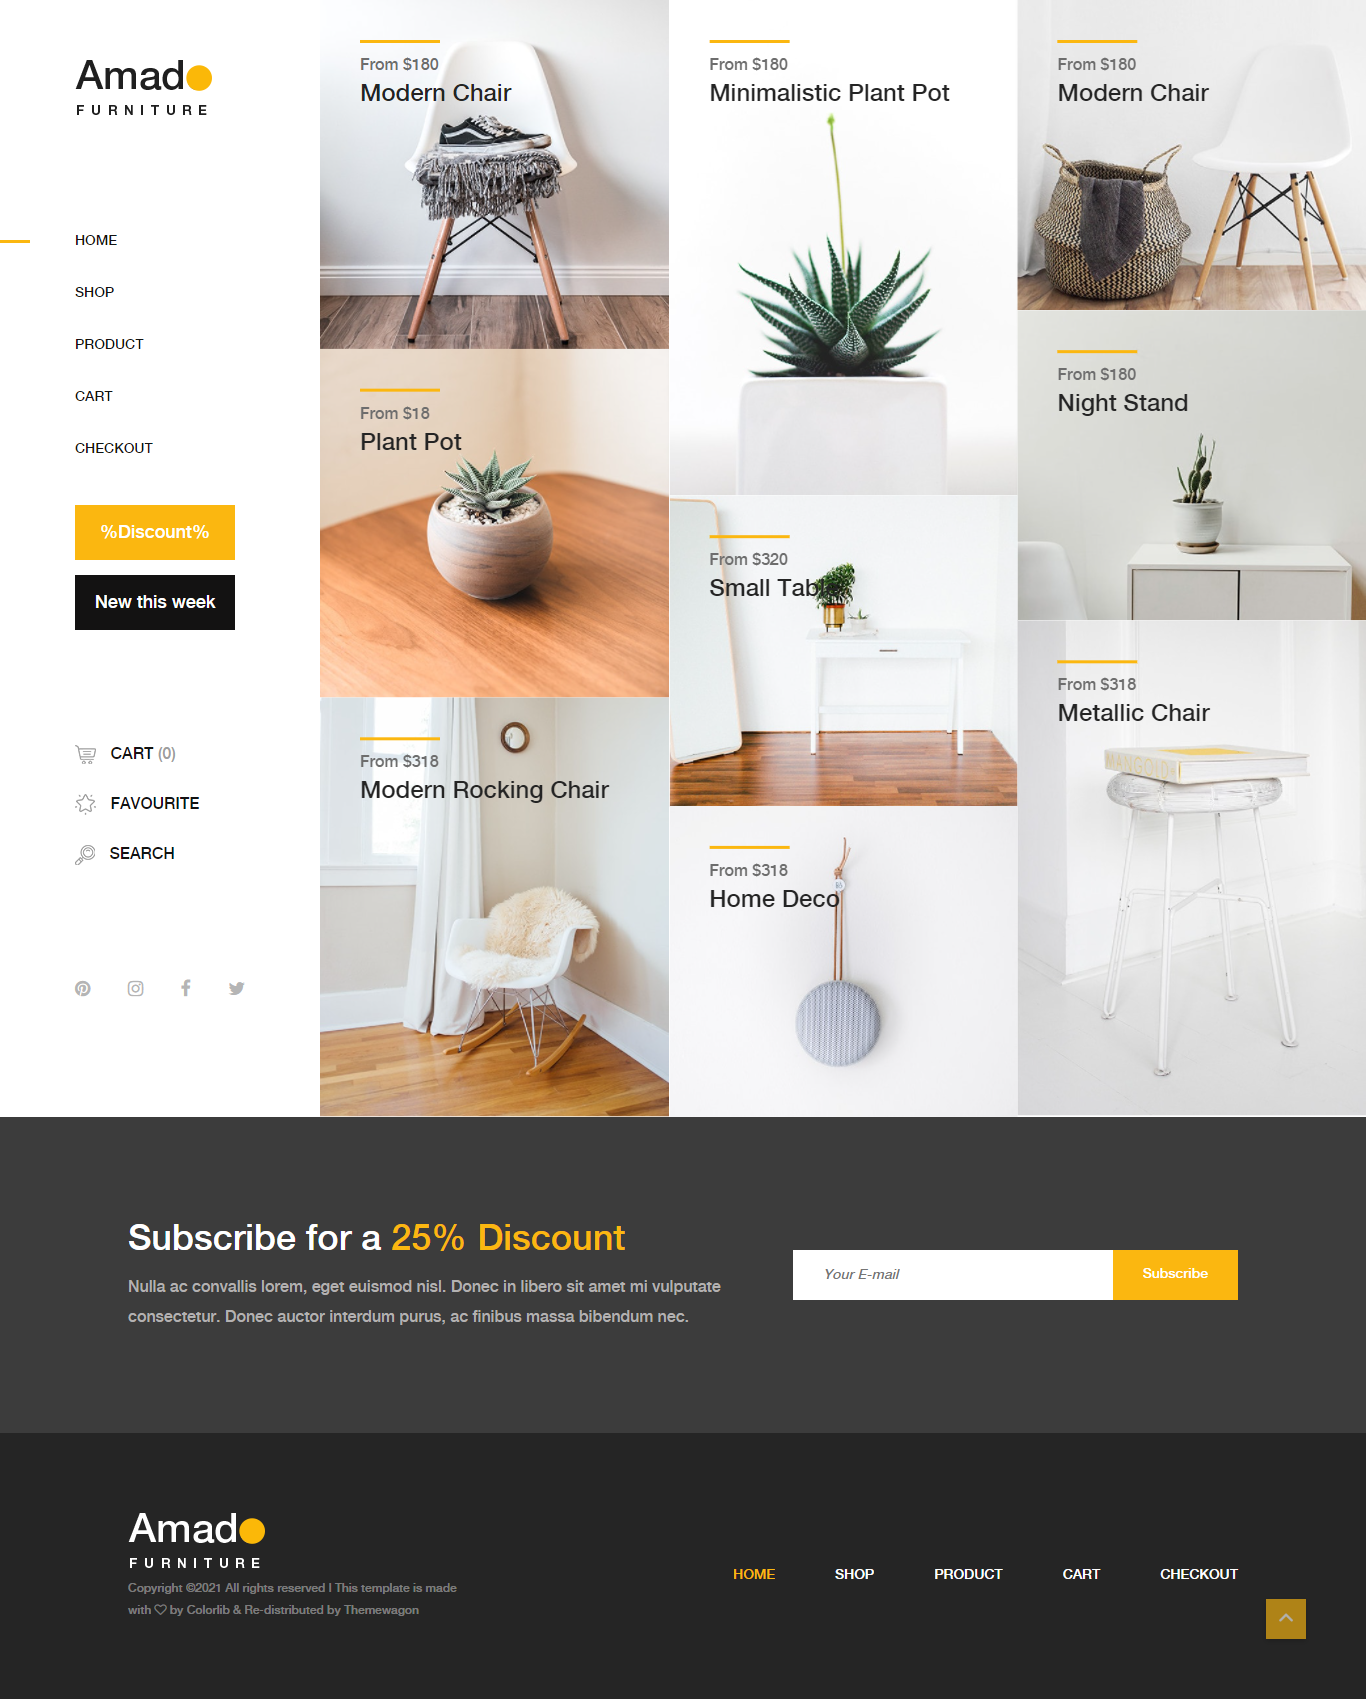 Amado
FURNITURE
HOME
SHOP
PRODUCT
CART
CHECKOUT
%Discount%
New this week
CART (0)
FAVOURITE
SEARCH
From $180
Modern Chair
From $180
Minimalistic Plant Pot
From $180
Modern Chair
From $18
Plant Pot
From $180
Night Stand
From $320
Small Table
From $318
Metallic Chair
MANGOLD
From $318
Modern Rocking Chair
From $318
Home Deco
Subscribe for a 25% Discount
Nulla ac convallis lorem, eget euismod nisl. Donec in libero sit amet mi vulputate
consectetur. Donec auctor interdum purus, ac finibus massa bibendum nec.
Your E-mail
Subscribe
Amado
FURNITURE
Copyright ©2021 All rights reserved | This template is made
with ♡ by Colorlib & Re-distributed by Themewagon
HOME
SHOP
PRODUCT
CART
CHECKOUT